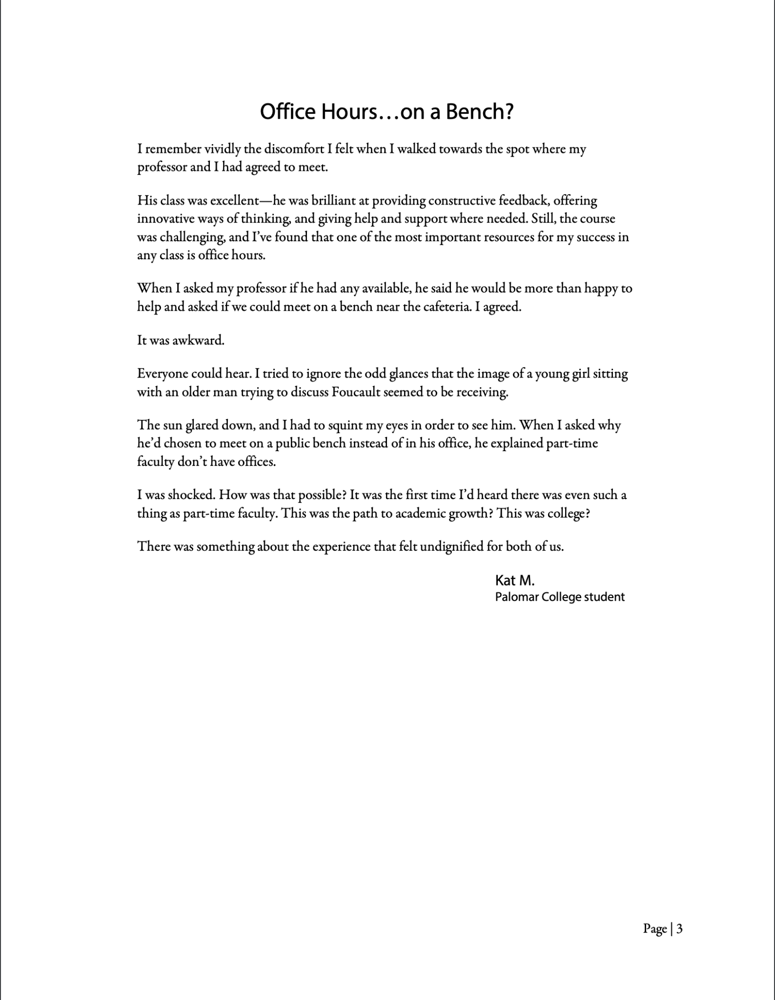 Office Hours…on a Bench?
I remember vividly the discomfort I felt when I walked towards the spot where my
professor and I had agreed to meet.
His class was excellent—he was brilliant at providing constructive feedback, offering
innovative ways of thinking, and giving help and support where needed. Still, the course
was challenging, and I’ve found that one of the most important resources for my success in
any class is office hours.
When I asked my professor if he had any available, he said he would be more than happy to
help and asked if we could meet on a bench near the cafeteria. I agreed.
It was awkward.
Everyone could hear. I tried to ignore the odd glances that the image of a young girl sitting
with an older man trying to discuss Foucault seemed to be receiving.
The sun glared down, and I had to squint my eyes in order to see him. When I asked why
he’d chosen to meet on a public bench instead of in his office, he explained part-time
faculty don’t have offices.
I was shocked. How was that possible? It was the first time I’d heard there was even such a
thing as part-time faculty. This was the path to academic growth? This was college?
There was something about the experience that felt undignified for both of us.
Kat M.
Palomar College student
Page | 3